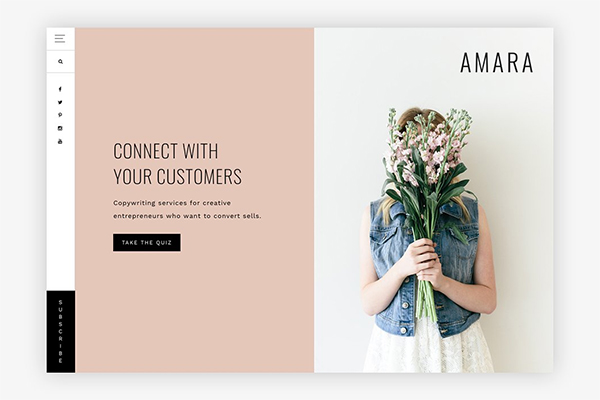 AMARA
CONNECT WITH
YOUR CUSTOMERS
Copywriting services for creative
entrepreneurs who want to convert sells.
TAKE THE QUIZ
SUBSCRIBE